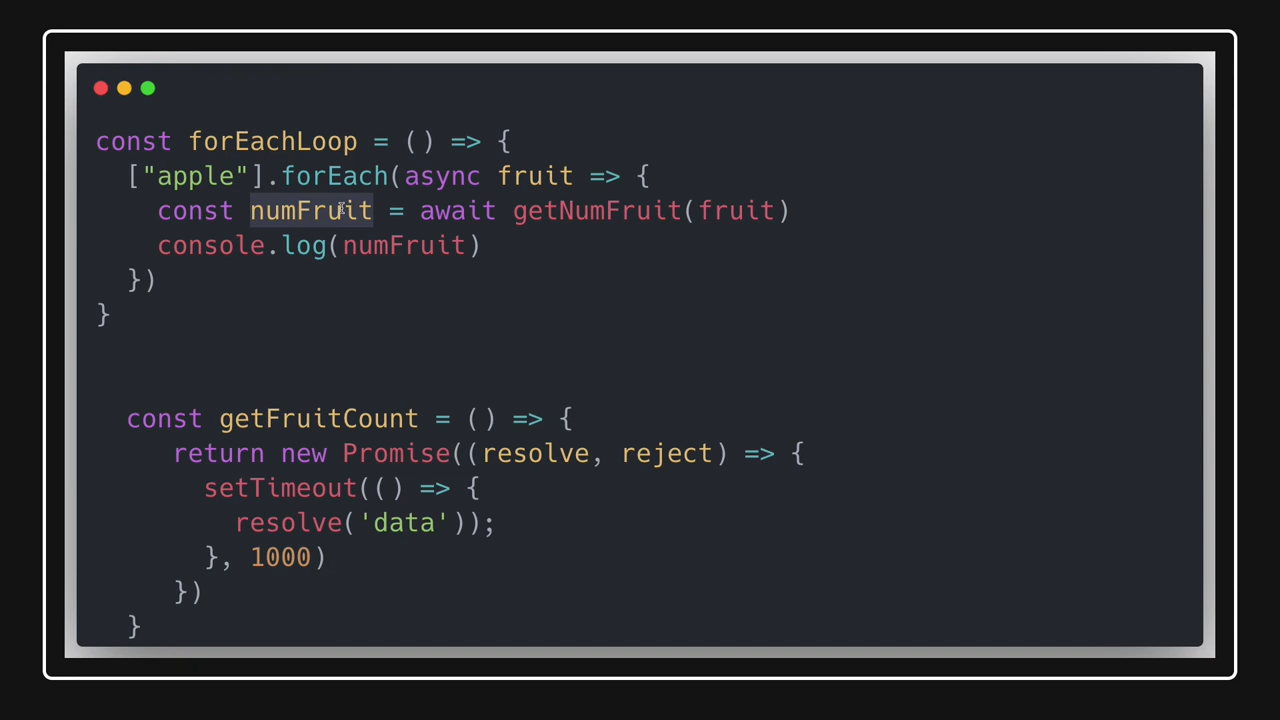 const forEachLoop = () => {
["apple"].forEach(async fruit => {
const numFruit = await getNumFruit(fruit)
console.log(numFruit)
})
}
const getFruitCount = () => {
return new Promise((resolve, reject) => {
setTimeout(() => {
resolve('data'));
}, 1000)
})
}